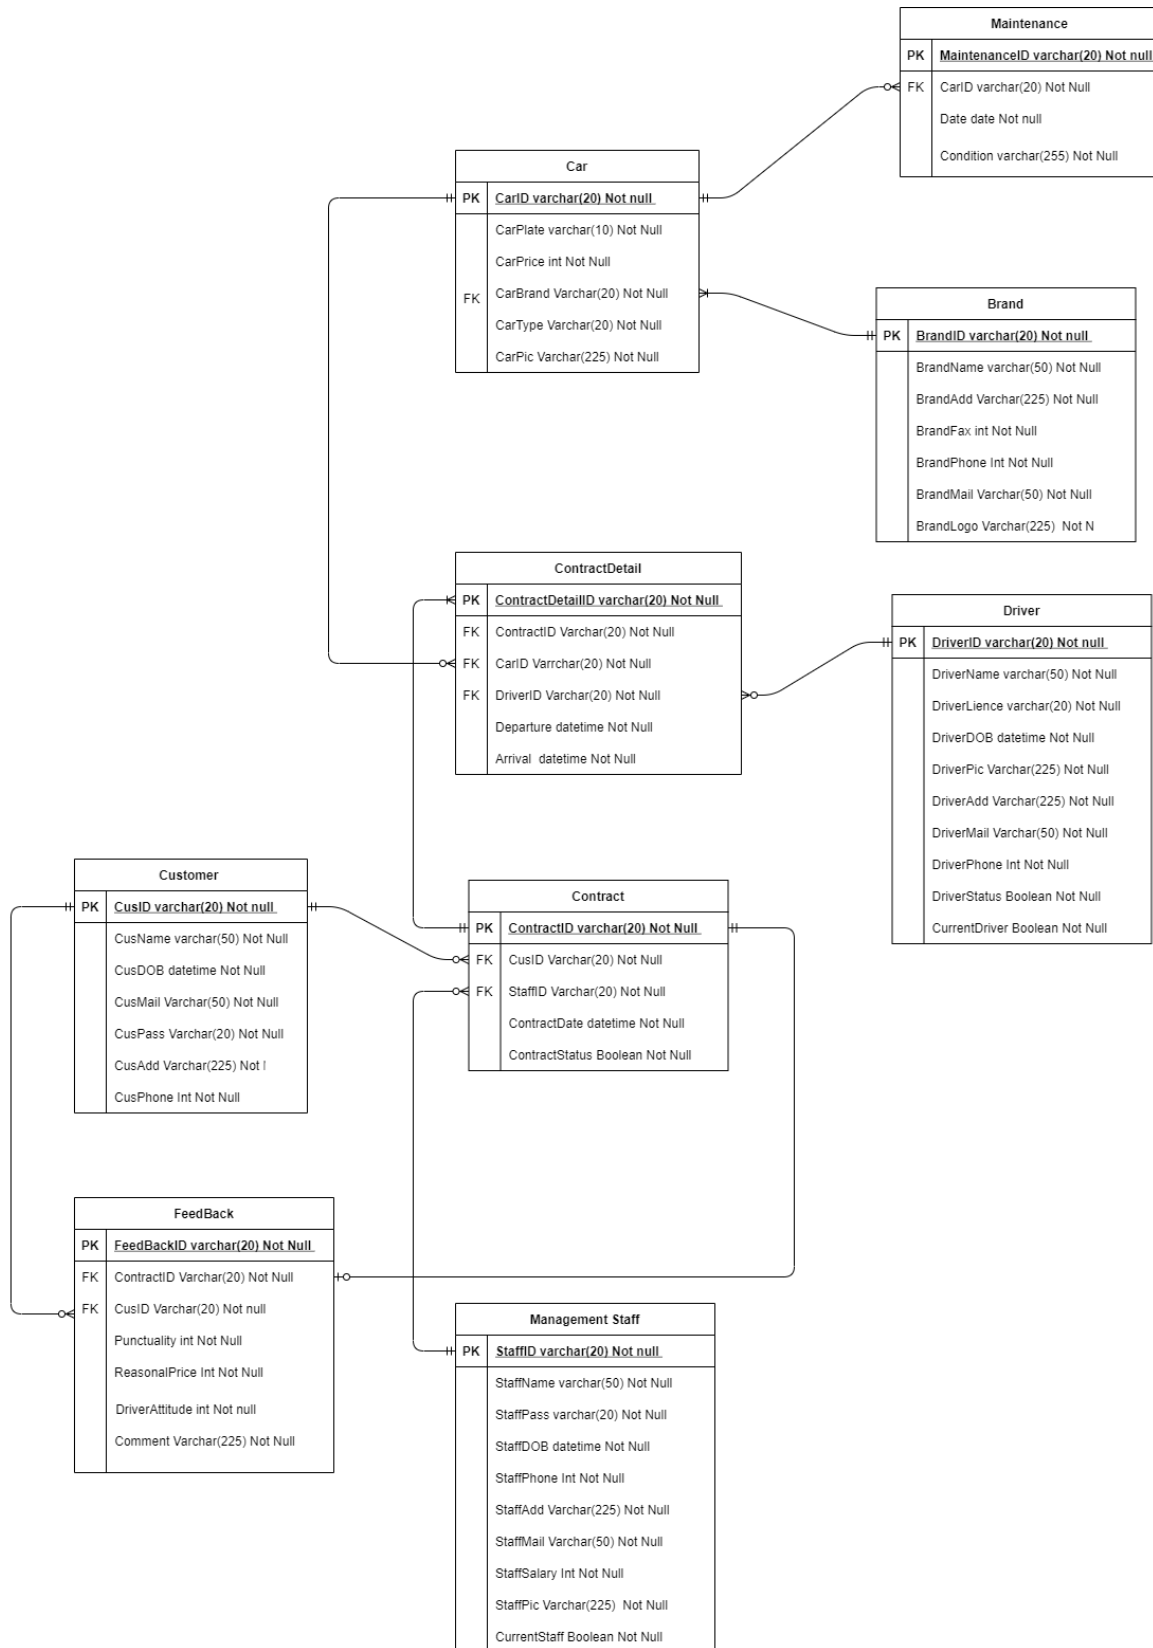 Maintenance
PK MaintenanceID varchar(20) Not null
FK CarID varchar(20) Not Null
Date date Not null
Condition varchar(255) Not Null
Car
PK CarID varchar(20) Not null
CarPlate varchar(10) Not Null
CarPrice int Not Null
FK CarBrand Varchar(20) Not Null
CarType Varchar(20) Not Null
CarPic Varchar(225) Not Null
Brand
PK BrandID varchar(20) Not null
BrandName varchar(50) Not Null
BrandAdd Varchar(225) Not Null
BrandFax int Not Null
BrandPhone Int Not Null
BrandMail Varchar(50) Not Null
BrandLogo Varchar(225) Not N
ContractDetail
PK ContractDetailID varchar(20) Not Null
FK ContractID Varchar(20) Not Null
FK CarID Varrchar(20) Not Null
FK DriverID Varchar(20) Not Null
Departure datetime Not Null
Arrival datetime Not Null
Driver
PK DriverID varchar(20) Not null
DriverName varchar(50) Not Null
DriverLience varchar(20) Not Null
DriverDOB datetime Not Null
DriverPic Varchar(225) Not Null
DriverAdd Varchar(225) Not Null
DriverMail Varchar(50) Not Null
DriverPhone Int Not Null
DriverStatus Boolean Not Null
CurrentDriver Boolean Not Null
Customer
PK CusID varchar(20) Not null
CusName varchar(50) Not Null
CusDOB datetime Not Null
CusMail Varchar(50) Not Null
CusPass Varchar(20) Not Null
CusAdd Varchar(225) Not
CusPhone Int Not Null
Contract
PK ContractID varchar(20) Not Null
FK CusID Varchar(20) Not Null
FK StaffID Varchar(20) Not Null
ContractDate datetime Not Null
ContractStatus Boolean Not Null
FeedBack
PK FeedBackID varchar(20) Not Null
FK ContractID Varchar(20) Not Null
FK CusID Varchar(20) Not null
Punctuality int Not Null
ReasonalPrice Int Not Null
DriverAttitude int Not null
Comment Varchar(225) Not Null
Management Staff
PK StaffID varchar(20) Not null
StaffName varchar(50) Not Null
StaffPass varchar(20) Not Null
StaffDOB datetime Not Null
StaffPhone Int Not Null
StaffAdd Varchar(225) Not Null
StaffMail Varchar(50) Not Null
StaffSalary Int Not Null
StaffPic Varchar(225) Not Null
CurrentStaff Boolean Not Null